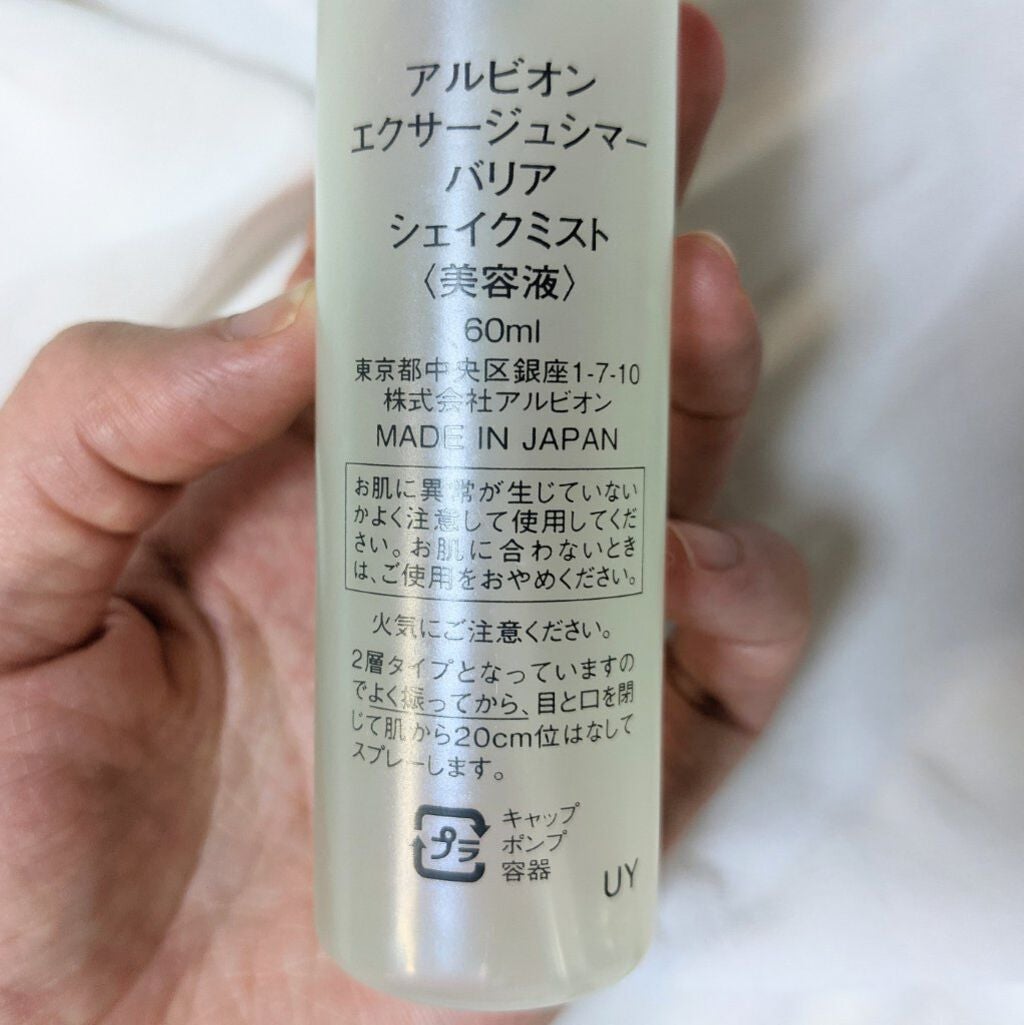 アルビオン
エクサージュシマー
バリア
シェイクミスト
〈美容液〉
60ml
東京都中央区銀座1-7-10
株式会社アルビオン
MADE IN JAPAN
お肌に異常が生じていない
かよく注意して使用してくだ
さい。お肌に合わないとき
は、ご使用をおやめください。
火気にご注意ください。
2層タイプとなっていますの
でよく振ってから、目と口を閉
じて肌から20cm位はなして
スプレーします。
プラ
キャップ
ポンプ
容器
UY